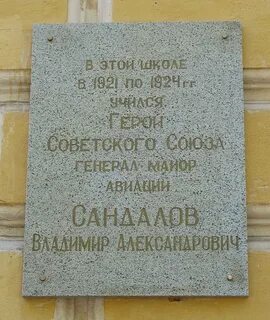 В ЭТОЙ ШКОЛЕ
В 1921 ПО 1924 ГГ
УЧИЛСЯ
ГЕРОЙ
СОВЕТСКОГО СОЮЗА
ГЕНЕРАЛ-МАЙОР
АВИАЦИИ
САНДАЛОВ
ВЛАДИМИР АЛЕКСАНДРОВИЧ